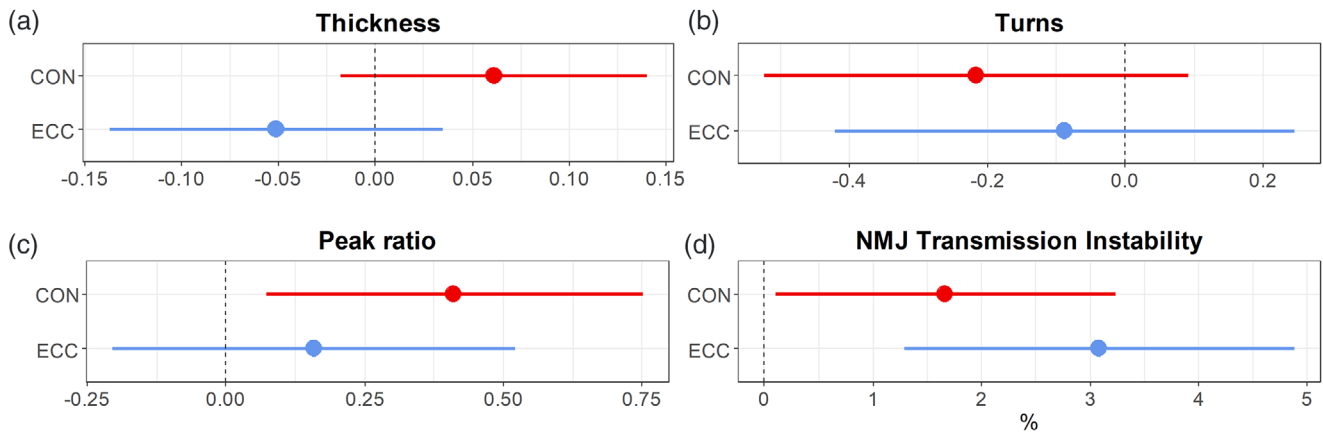 (a)
Thickness
CON
ECC
-0.15 -0.10 -0.05 0.00 0.05 0.10 0.15
(b)
Turns
CON
ECC
-0.4 -0.2 0.0 0.2
(c)
Peak ratio
CON
ECC
-0.25 0.00 0.25 0.50 0.75
(d)
NMJ Transmission Instability
CON
ECC
0 1 2 3 4 5
%